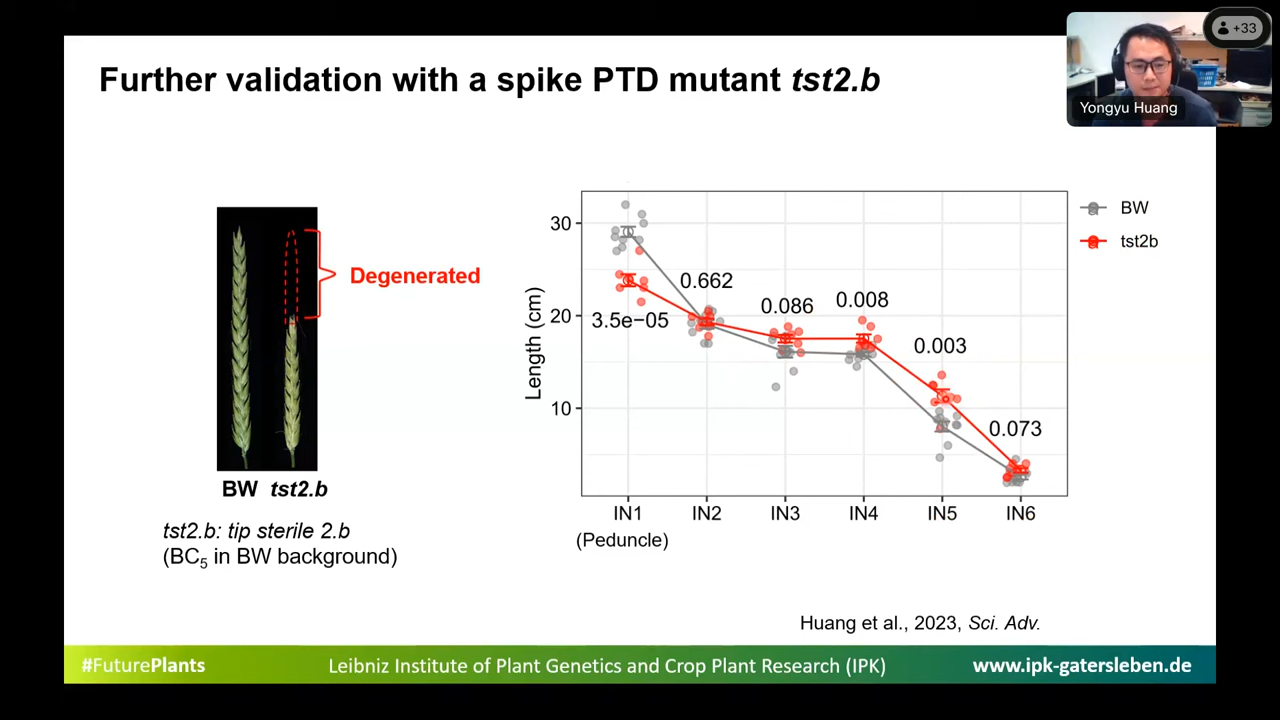 +33
Yongyu Huang
Further validation with a spike PTD mutant tst2.b
Degenerated
BW tst2.b
tst2.b: tip sterile 2.b
(BC5 in BW background)
Length (cm)
30
20
10
3.5e−05
0.662
0.086
0.008
0.003
0.073
IN1 IN2 IN3 IN4 IN5 IN6
(Peduncle)
BW
tst2b
Huang et al., 2023, Sci. Adv.
#FuturePlants
Leibniz Institute of Plant Genetics and Crop Plant Research (IPK)
www.ipk-gatersleben.de